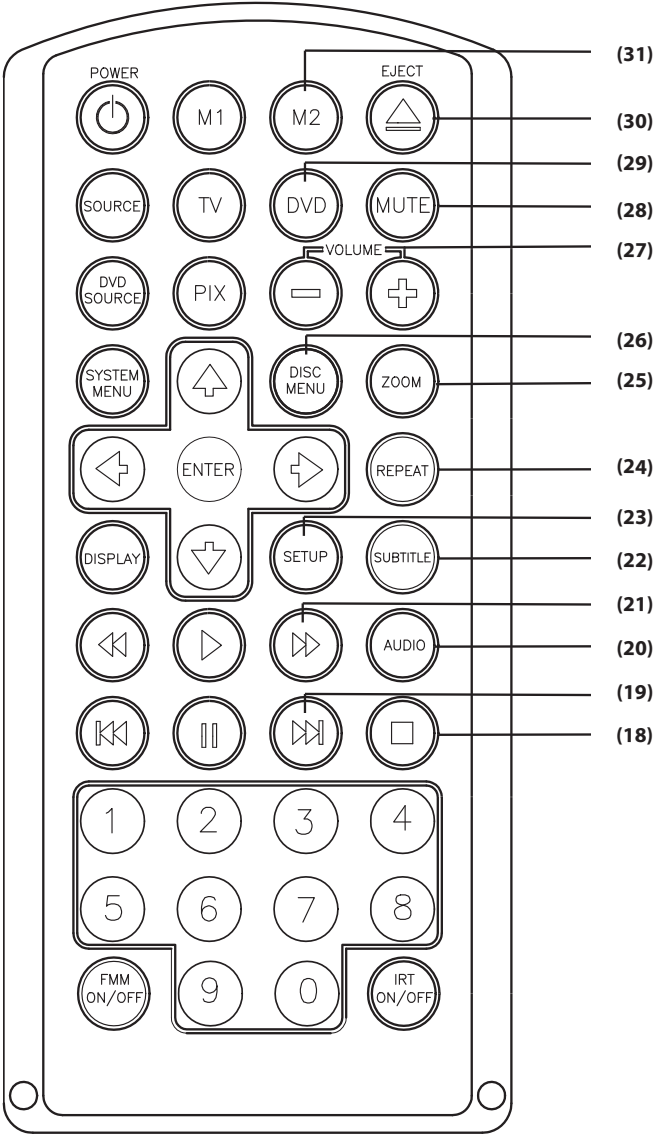 (31)
POWER
EJECT
M1
M2
(30)
(29)
SOURCE
TV
DVD
MUTE
(28)
VOLUME
(27)
DVD
SOURCE
PIX
(26)
SYSTEM
MENU
DISC
MENU
ZOOM
(25)
ENTER
REPEAT
(24)
(23)
DISPLAY
SETUP
SUBTITLE
(22)
(21)
AUDIO
(20)
(19)
(18)
1 2 3 4
5 6 7 8
FMM
ON/OFF
9 0
IRT
ON/OFF